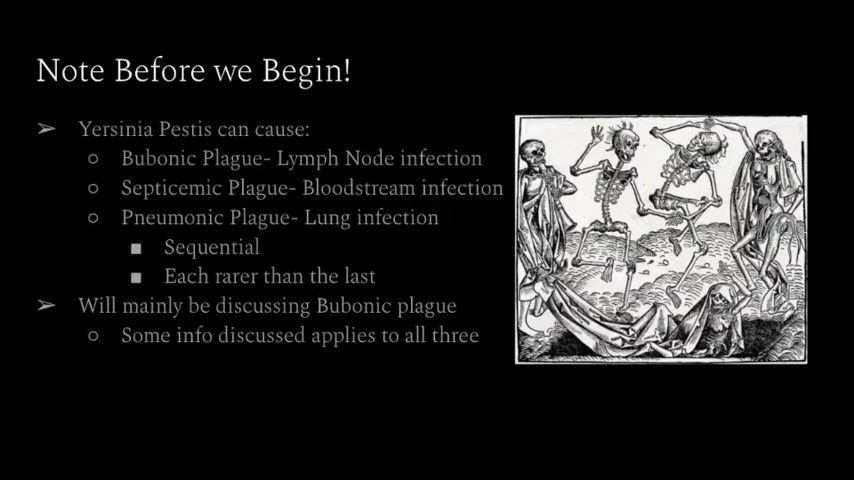 Note Before we Begin!
➢ Yersinia Pestis can cause:
○ Bubonic Plague- Lymph Node infection
○ Septicemic Plague- Bloodstream infection
○ Pneumonic Plague- Lung infection
■ Sequential
■ Each rarer than the last
➢ Will mainly be discussing Bubonic plague
○ Some info discussed applies to all three